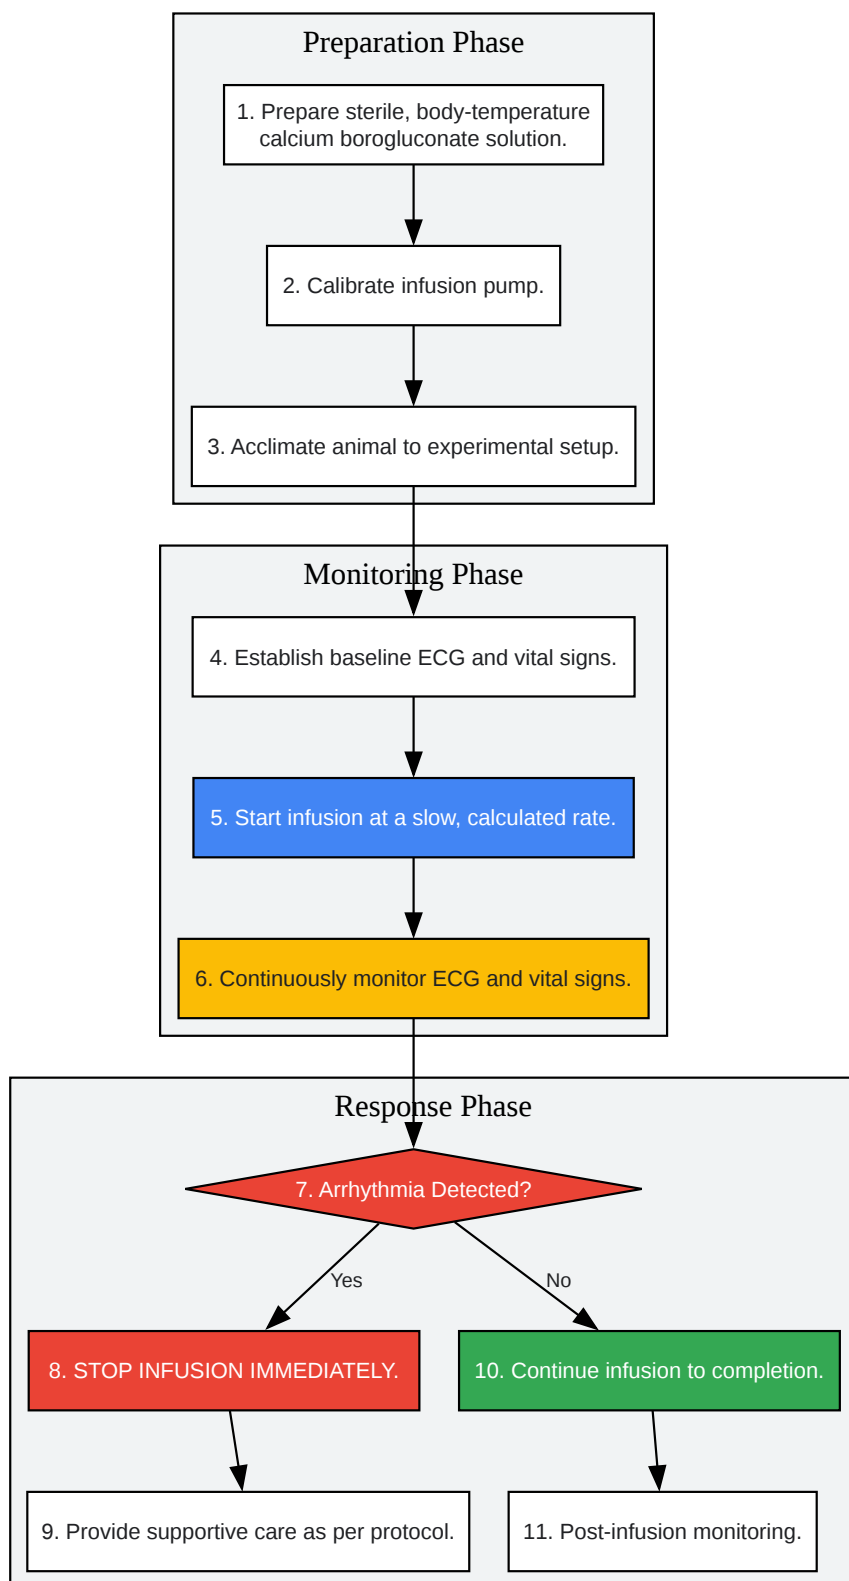 Preparation Phase
1. Prepare sterile, body-temperature
calcium borogluconate solution.
2. Calibrate infusion pump.
3. Acclimate animal to experimental setup.
Monitoring Phase
4. Establish baseline ECG and vital signs.
5. Start infusion at a slow, calculated rate.
6. Continuously monitor ECG and vital signs.
Response Phase
7. Arrhythmia Detected?
Yes
No
8. STOP INFUSION IMMEDIATELY.
10. Continue infusion to completion.
9. Provide supportive care as per protocol.
11. Post-infusion monitoring.